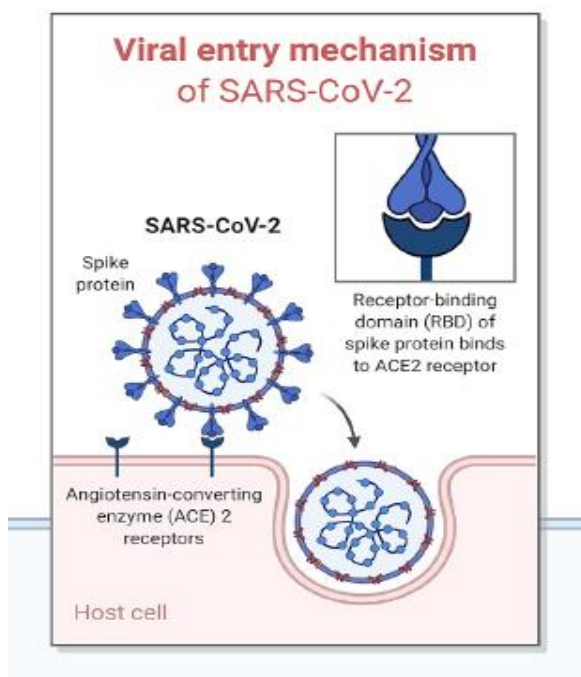 Viral entry mechanism
of SARS-CoV-2
SARS-CoV-2
Spike
protein
Receptor-binding
domain (RBD) of
spike protein binds
to ACE2 receptor
Angiotensin-converting
enzyme (ACE) 2
receptors
Host cell